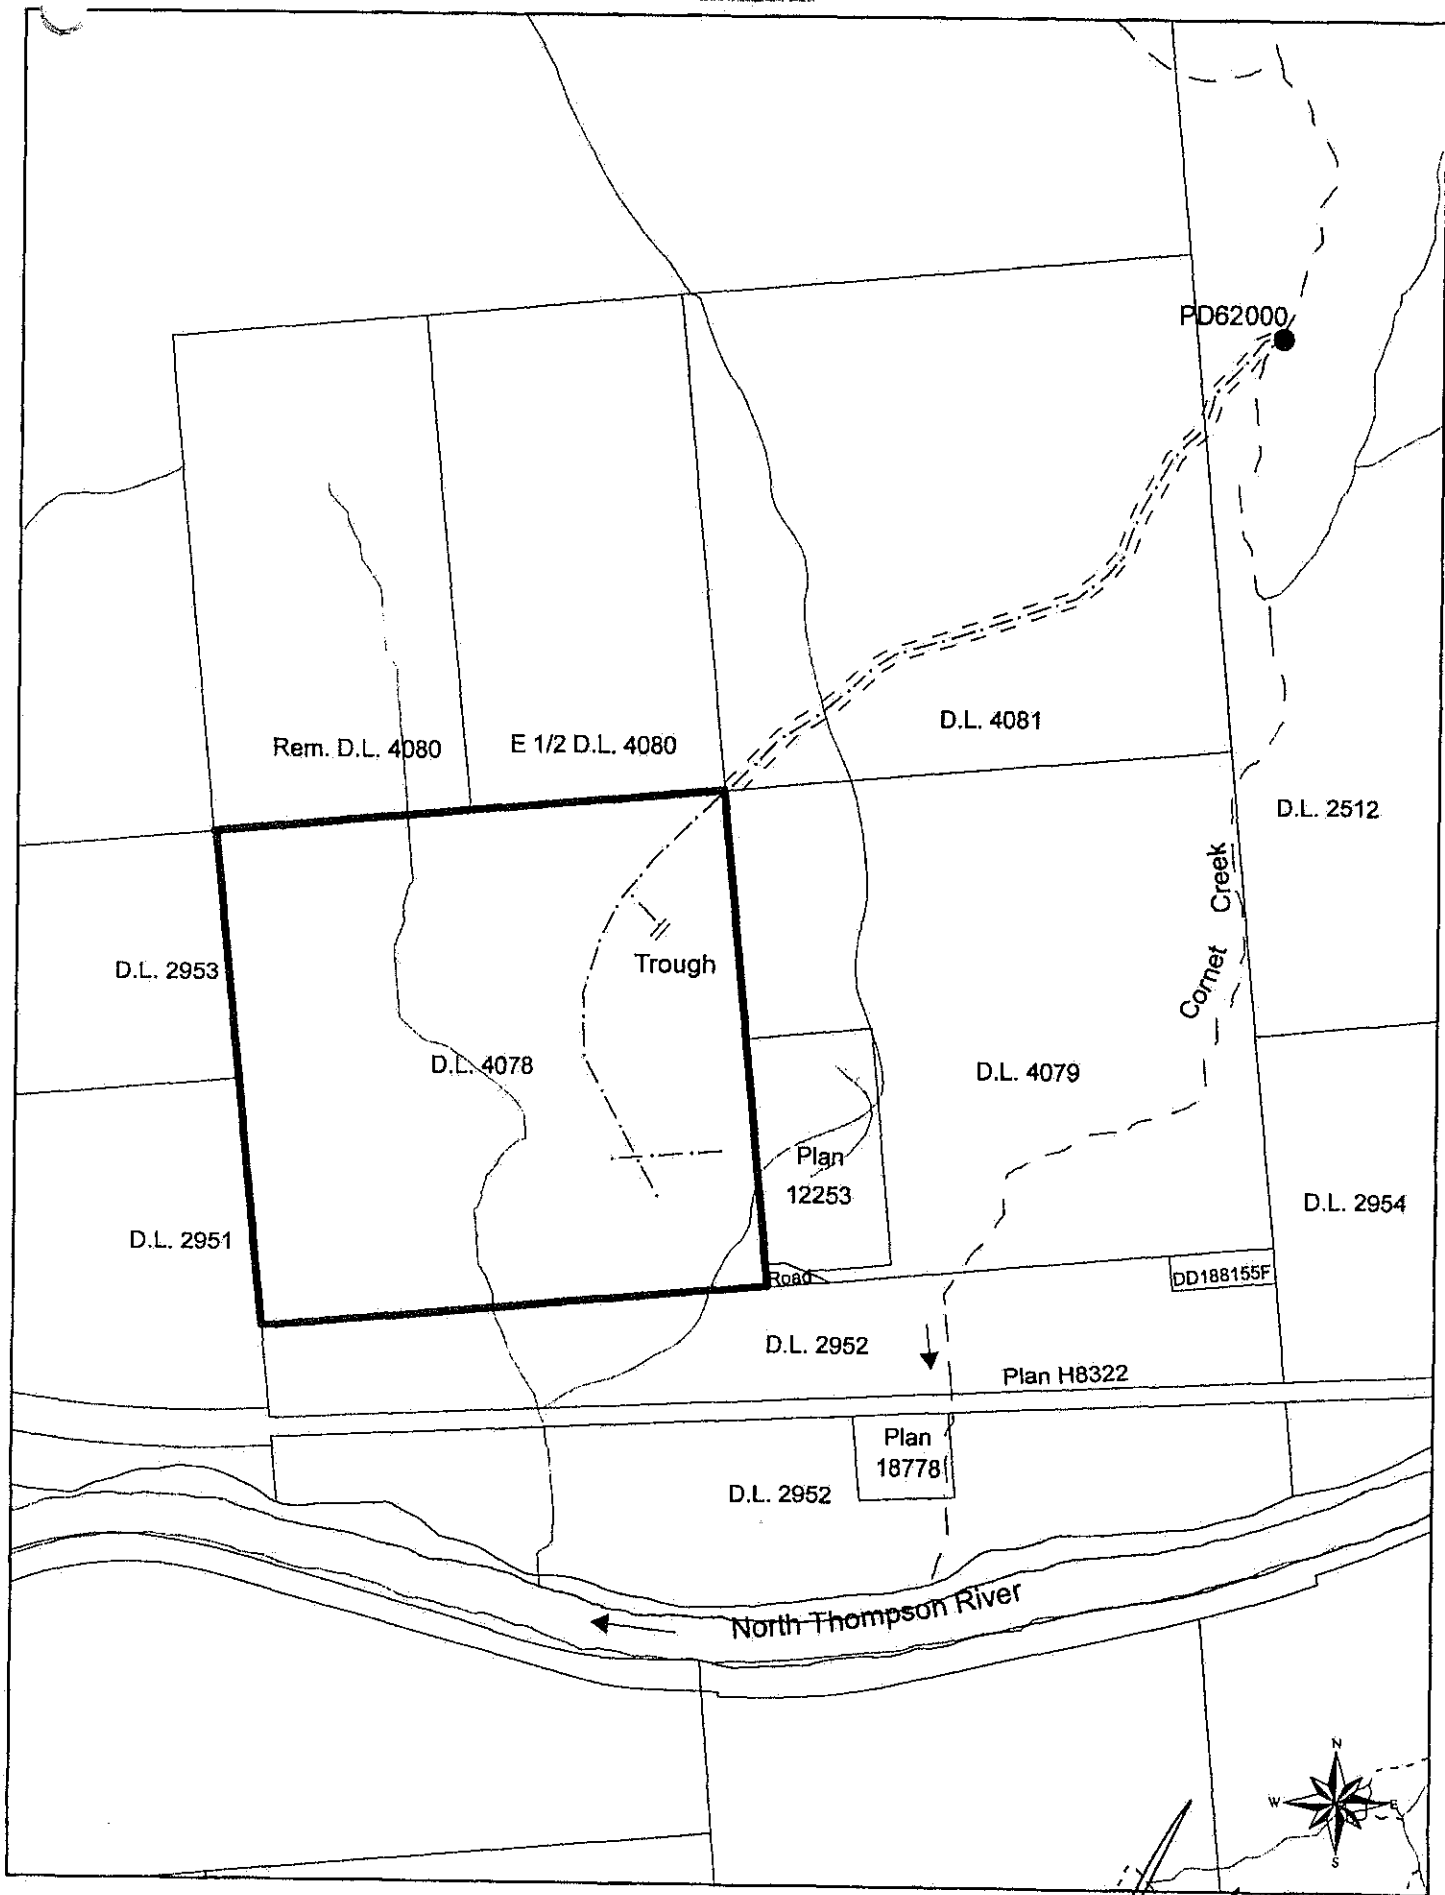 PD62000
D.L. 4081
Rem. D.L. 4080
E 1/2 D.L. 4080
D.L. 2512
Cornet Creek
D.L. 2953
Trough
D.L. 4078
D.L. 4079
Plan
12253
D.L. 2954
D.L. 2951
Road
DD188155F
D.L. 2952
Plan H8322
Plan
18778
D.L. 2952
North Thompson River
N
W
E
S